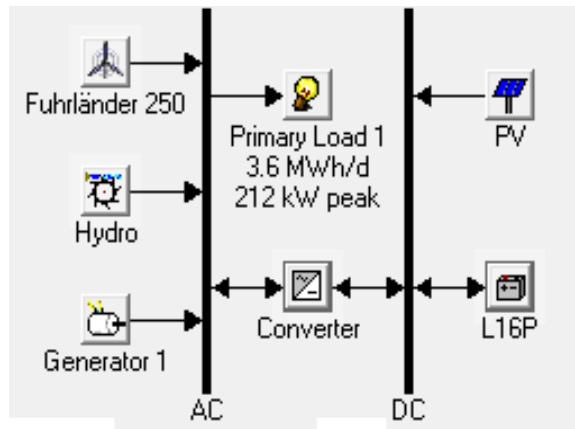 Fuhrländer 250
Primary Load 1
3.6 MWh/d
212 kW peak
PV
Hydro
Generator 1
Converter
L16P
AC
DC